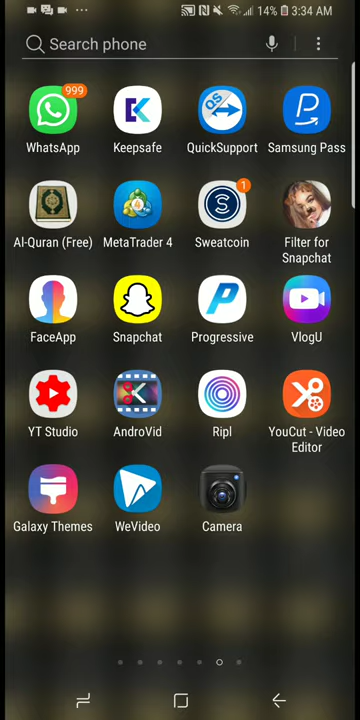 14% 3:34 AM
Search phone
999
WhatsApp Keepsafe QuickSupport Samsung Pass
QS
1
Al-Quran (Free) MetaTrader 4 Sweatcoin Filter for
Snapchat
FaceApp Snapchat Progressive VlogU
YT Studio AndroVid Ripl YouCut - Video
Editor
Galaxy Themes WeVideo Camera